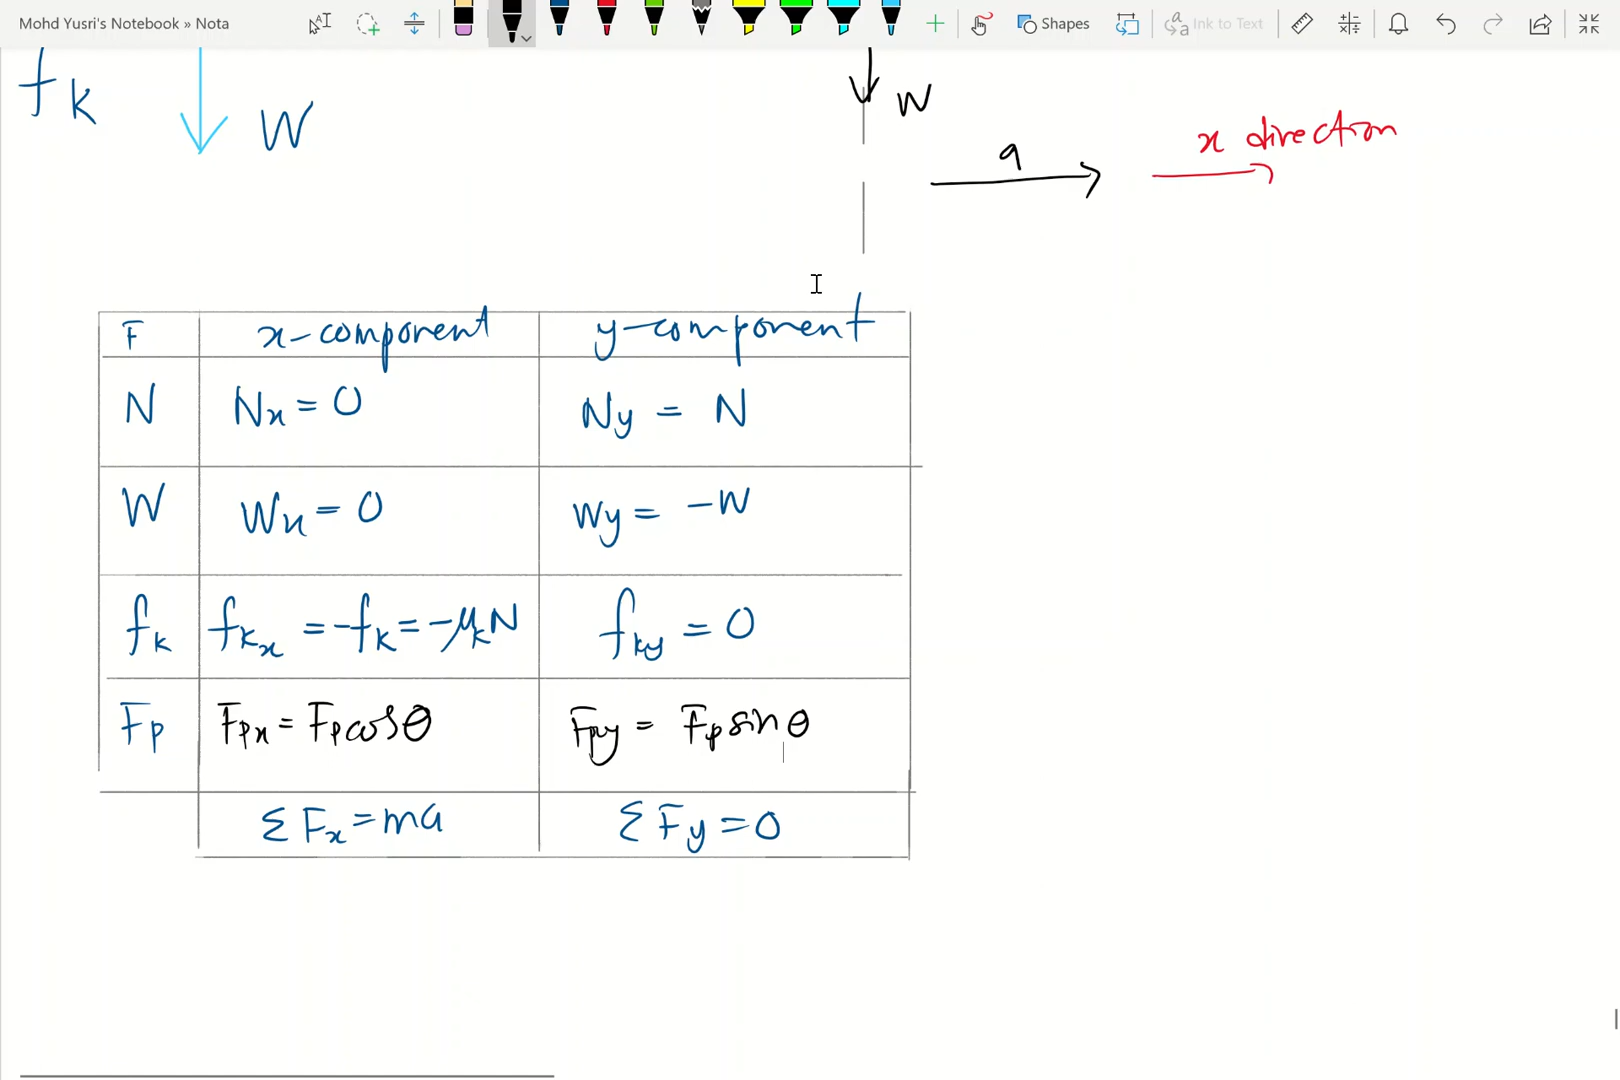 Mohd Yusri's Notebook » Nota
Shapes
Ink to Text
fk
W
W
a
x direction
F x-component y-component
N Nx = 0 Ny = N
W Wx = 0 Wy = -W
fk fkx = -fk = -μkN fky = 0
Fp Fpx = Fpcosθ Fpy = Fpsinθ
ΣFx = ma ΣFy = 0